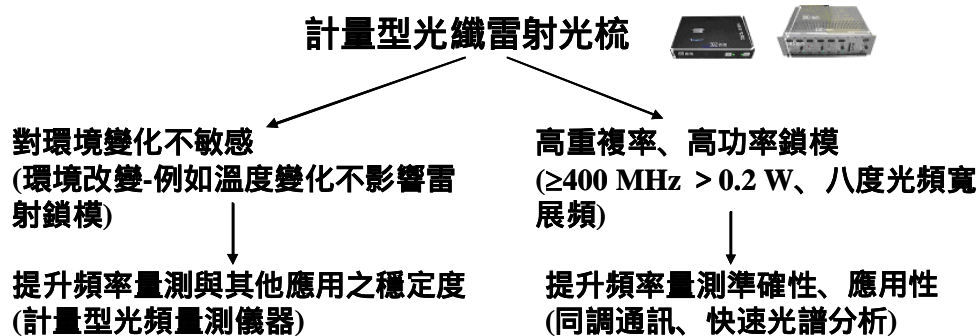 計量型光纖雷射光梳
對環境變化不敏感
(環境改變-例如溫度變化不影響雷
射鎖模)
高重複率、高功率鎖模
(≥400 MHz ＞0.2 W、八度光頻寬
展頻)
提升頻率量測與其他應用之穩定度
(計量型光頻量測儀器)
提升頻率量測準確性、應用性
(同調通訊、快速光譜分析)